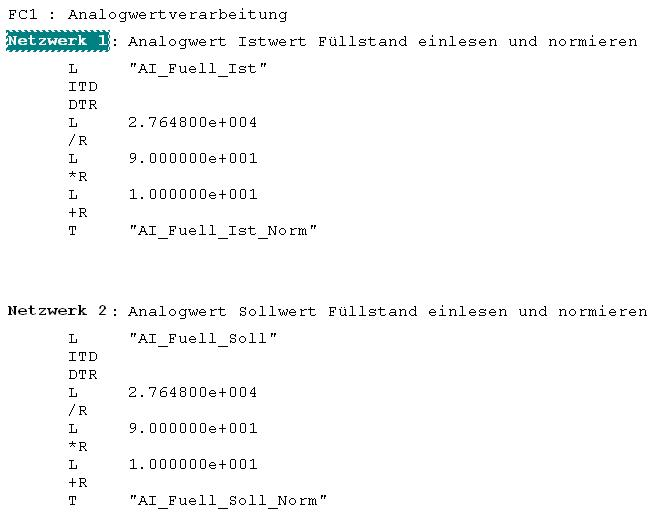 FC1 : Analogwertverarbeitung
Netzwerk 1: Analogwert Istwert Füllstand einlesen und normieren
L "AI_Fuell_Ist"
ITD
DTR
L 2.764800e+004
/R
L 9.000000e+001
*R
L 1.000000e+001
+R
T "AI_Fuell_Ist_Norm"
Netzwerk 2: Analogwert Sollwert Füllstand einlesen und normieren
L "AI_Fuell_Soll"
ITD
DTR
L 2.764800e+004
/R
L 9.000000e+001
*R
L 1.000000e+001
+R
T "AI_Fuell_Soll_Norm"